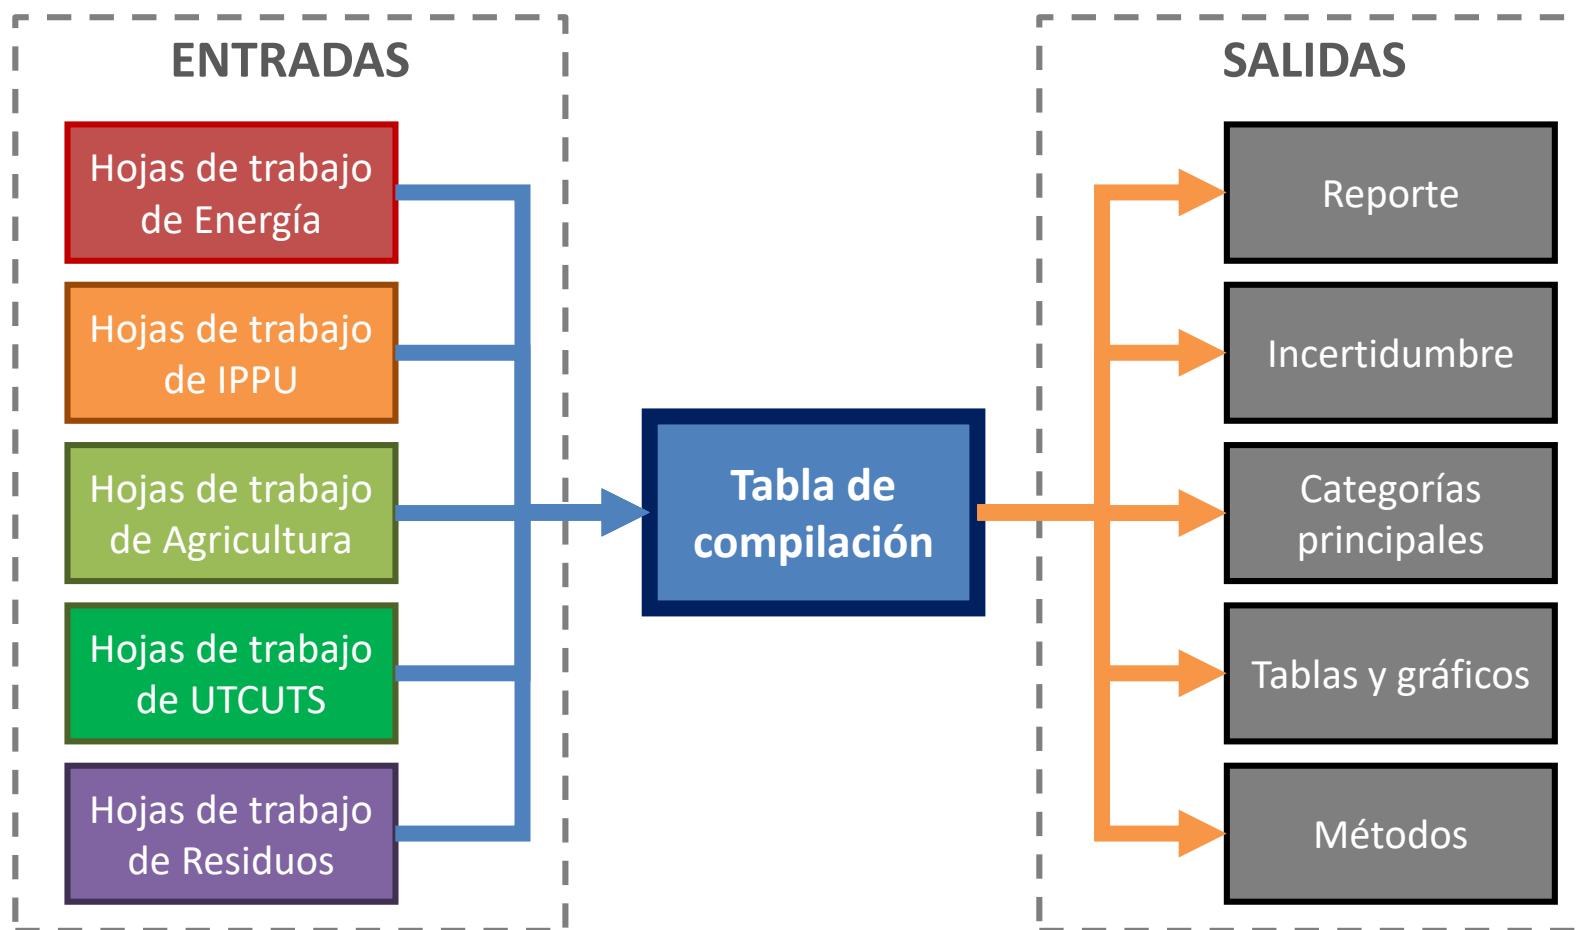 ENTRADAS
Hojas de trabajo
de Energía
Hojas de trabajo
de IPPU
Hojas de trabajo
de Agricultura
Hojas de trabajo
de UTCUTS
Hojas de trabajo
de Residuos
Tabla de
compilación
SALIDAS
Reporte
Incertidumbre
Categorías
principales
Tablas y gráficos
Métodos